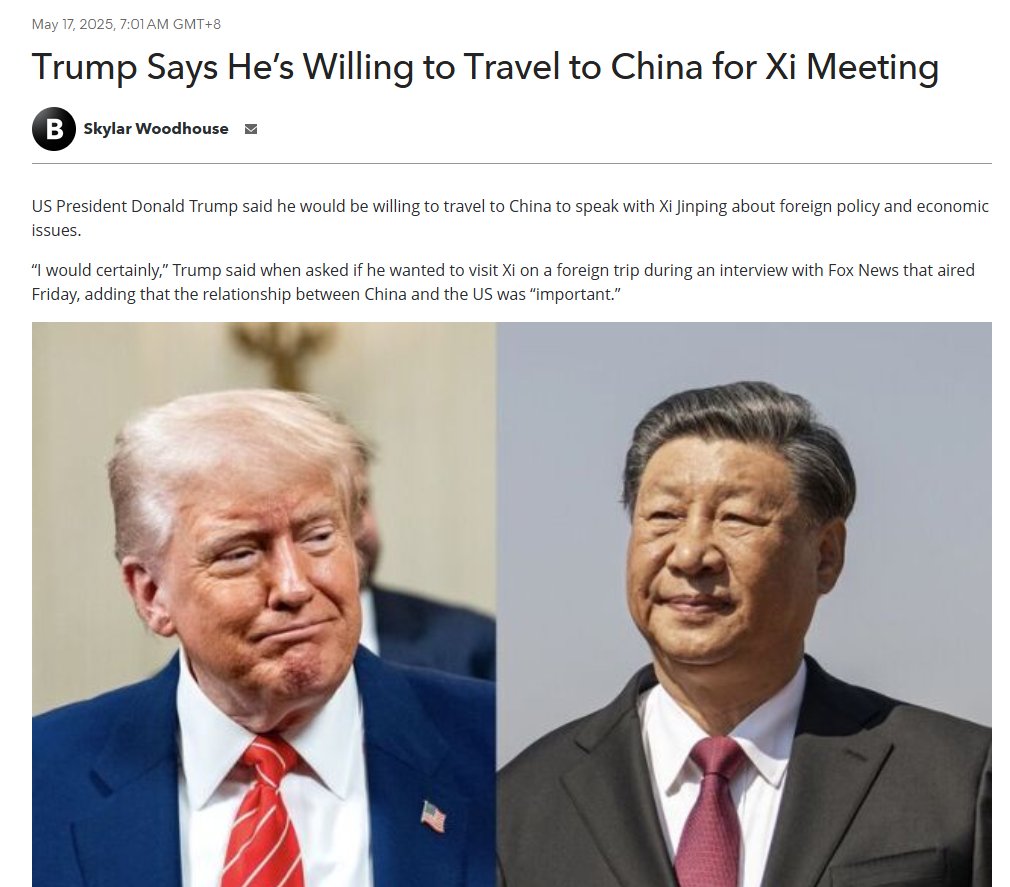 May 17, 2025, 7:01 AM GMT+8
Trump Says He’s Willing to Travel to China for Xi Meeting
B
Skylar Woodhouse
US President Donald Trump said he would be willing to travel to China to speak with Xi Jinping about foreign policy and economic
issues.
“I would certainly,” Trump said when asked if he wanted to visit Xi on a foreign trip during an interview with Fox News that aired
Friday, adding that the relationship between China and the US was “important.”